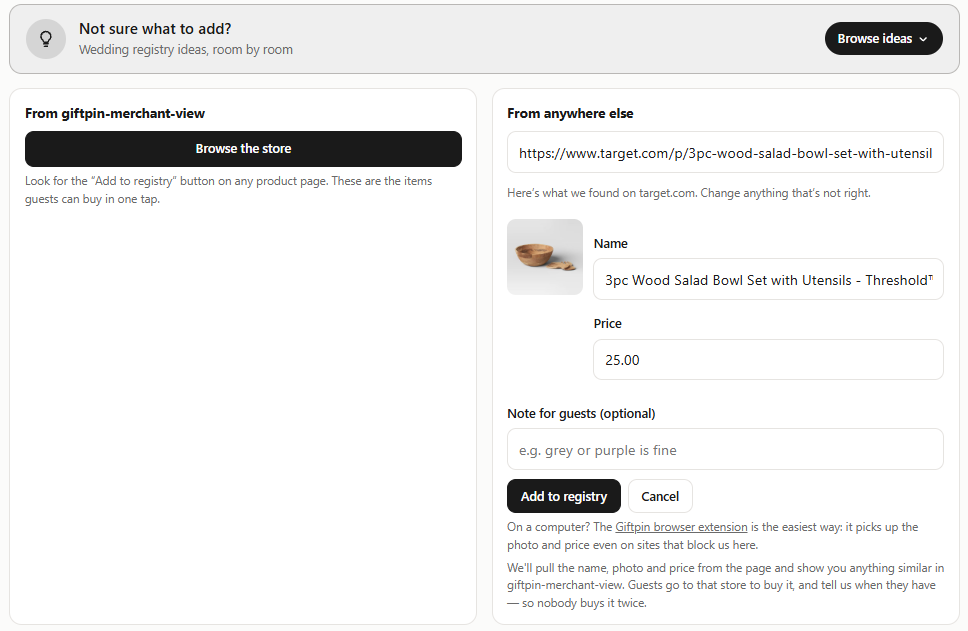 Not sure what to add?
Wedding registry ideas, room by room
Browse ideas
From giftpin-merchant-view
Browse the store
Look for the “Add to registry” button on any product page. These are the items
guests can buy in one tap.
From anywhere else
https://www.target.com/p/3pc-wood-salad-bowl-set-with-utensil
Here’s what we found on target.com. Change anything that’s not right.
Name
3pc Wood Salad Bowl Set with Utensils - Threshold™
Price
25.00
Note for guests (optional)
e.g. grey or purple is fine
Add to registry
Cancel
On a computer? The Giftpin browser extension is the easiest way: it picks up the
photo and price even on sites that block us here.
We’ll pull the name, photo and price from the page and show you anything similar in
giftpin-merchant-view. Guests go to that store to buy it, and tell us when they have
— so nobody buys it twice.